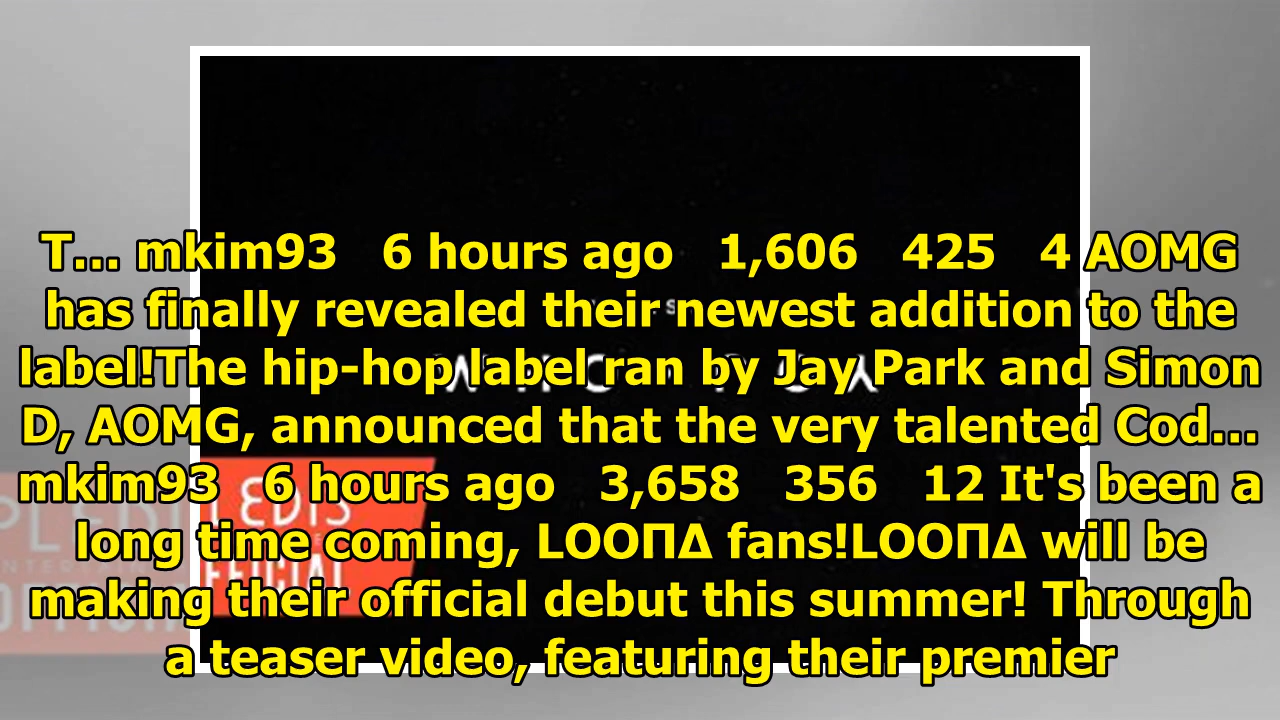 T... mkim93 6 hours ago 1,606 425 4 AOMG
has finally revealed their newest addition to the
label!The hip-hop label ran by Jay Park and Simon
D, AOMG, announced that the very talented Cod...
mkim93 6 hours ago 3,658 356 12 It's been a
long time coming, LOOΠΔ fans!LOOΠΔ will be
making their official debut this summer! Through
a teaser video, featuring their premier